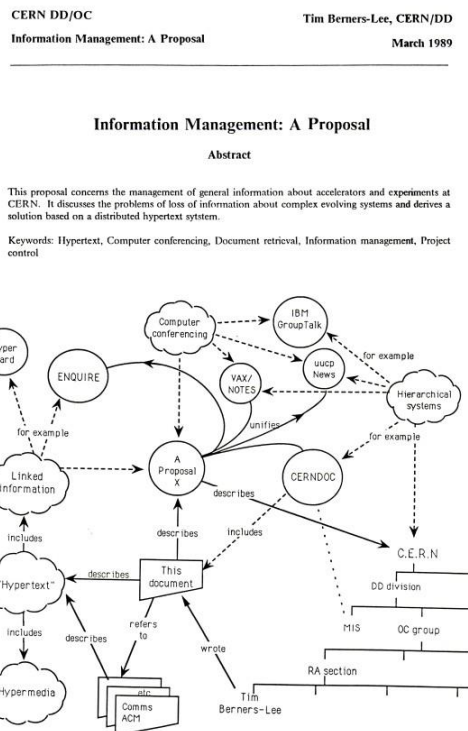 CERN DD/OC
Tim Berners-Lee, CERN/DD
Information Management: A Proposal
March 1989
Information Management: A Proposal
Abstract
This proposal concerns the management of general information about accelerators and experiments at
CERN. It discusses the problems of loss of information about complex evolving systems and derives a
solution based on a distributed hypertext sytstem.
Keywords: Hypertext, Computer conferencing, Document retrieval, Information management, Project
control
IBM
GroupTalk
Computer
conferencing
yper
ard
for example
uucp
News
ENQUIRE
VAX/
NOTES
Hierarchical
systems
unifies
for example
for example
A
Proposal
X
Linked
information
CERNDOC
describes
includes
describes
includes
C.E.R.N
This
document
describes
DD division
"Hypertext"
refers
to
MIS
OC group
includes
describes
wrote
RA section
Hypermedia
etc
Tim
Berners-Lee
Comms
ACM